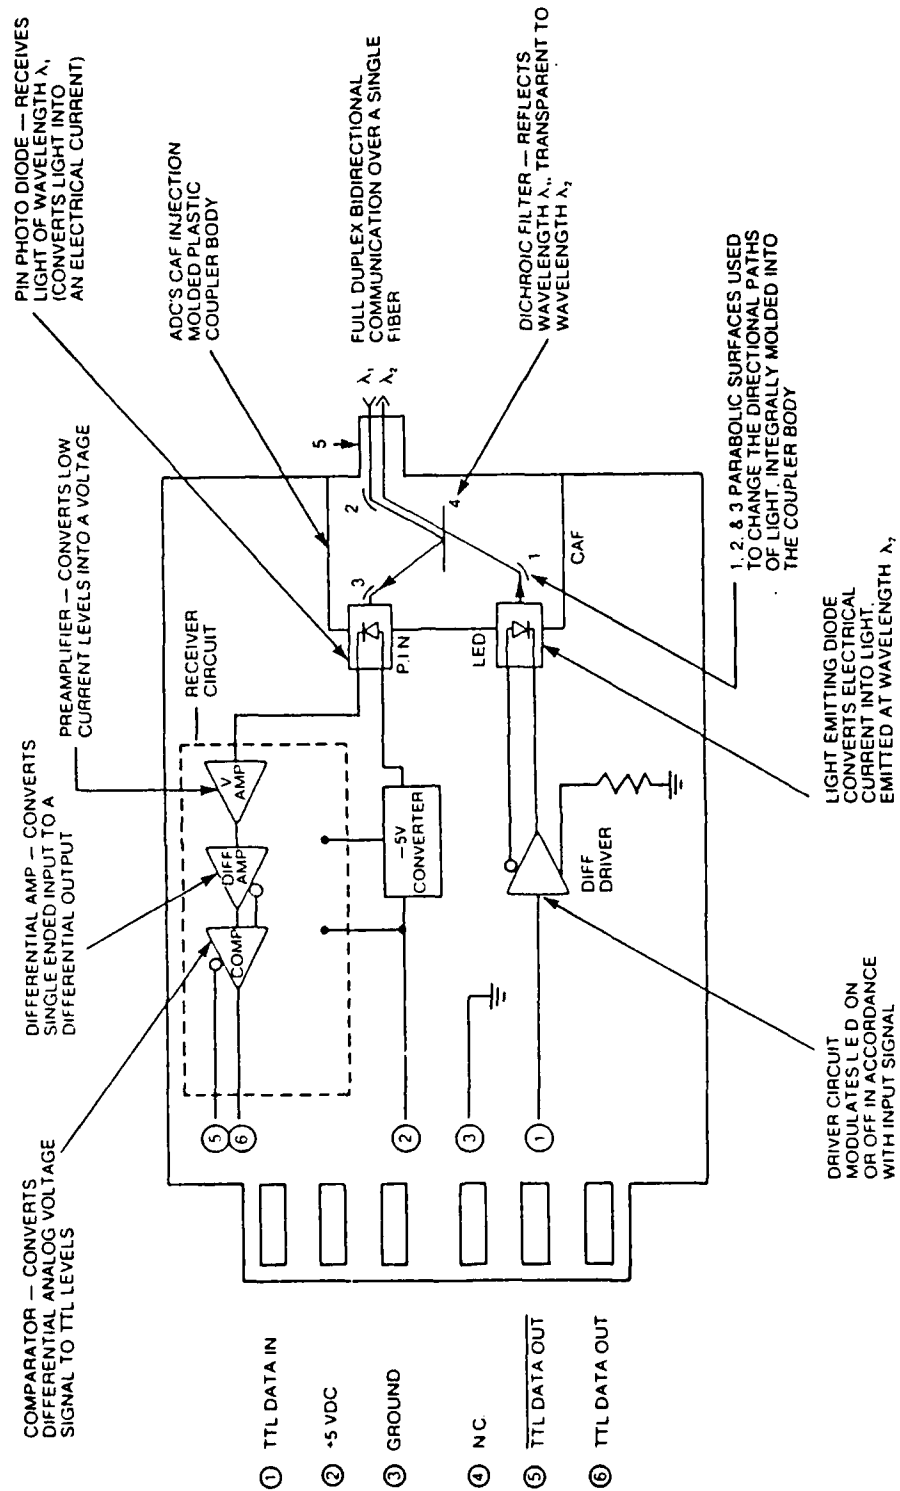 COMPARATOR — CONVERTS
DIFFERENTIAL ANALOG VOLTAGE
SIGNAL TO TTL LEVELS
DIFFERENTIAL AMP — CONVERTS
SINGLE ENDED INPUT TO A
DIFFERENTIAL OUTPUT
PREAMPLIFIER — CONVERTS LOW
CURRENT LEVELS INTO A VOLTAGE
PIN PHOTO DIODE — RECEIVES
LIGHT OF WAVELENGTH λ₁
(CONVERTS LIGHT INTO
AN ELECTRICAL CURRENT)
RECEIVER
CIRCUIT
ADC'S CAF INJECTION
MOLDED PLASTIC
COUPLER BODY
FULL DUPLEX BIDIRECTIONAL
COMMUNICATION OVER A SINGLE
FIBER
DICHROIC FILTER — REFLECTS
WAVELENGTH λ₁, TRANSPARENT TO
WAVELENGTH λ₂
1, 2, & 3 PARABOLIC SURFACES USED
TO CHANGE THE DIRECTIONAL PATHS
OF LIGHT. INTEGRALLY MOLDED INTO
THE COUPLER BODY
LIGHT EMITTING DIODE
CONVERTS ELECTRICAL
CURRENT INTO LIGHT.
EMITTED AT WAVELENGTH λ₂
DRIVER CIRCUIT
MODULATES L E D ON
OR OFF IN ACCORDANCE
WITH INPUT SIGNAL
① TTL DATA IN
② +5 VDC
③ GROUND
④ N C.
⑤ T̅T̅L̅ ̅D̅A̅T̅A̅ ̅O̅U̅T̅
⑥ TTL DATA OUT
⑤
⑥
②
③
①
COMP
DIFF
AMP
V
AMP
–5V
CONVERTER
DIFF
DRIVER
P.I.N
LED
CAF
1
2
3
4
5
λ₁
λ₂